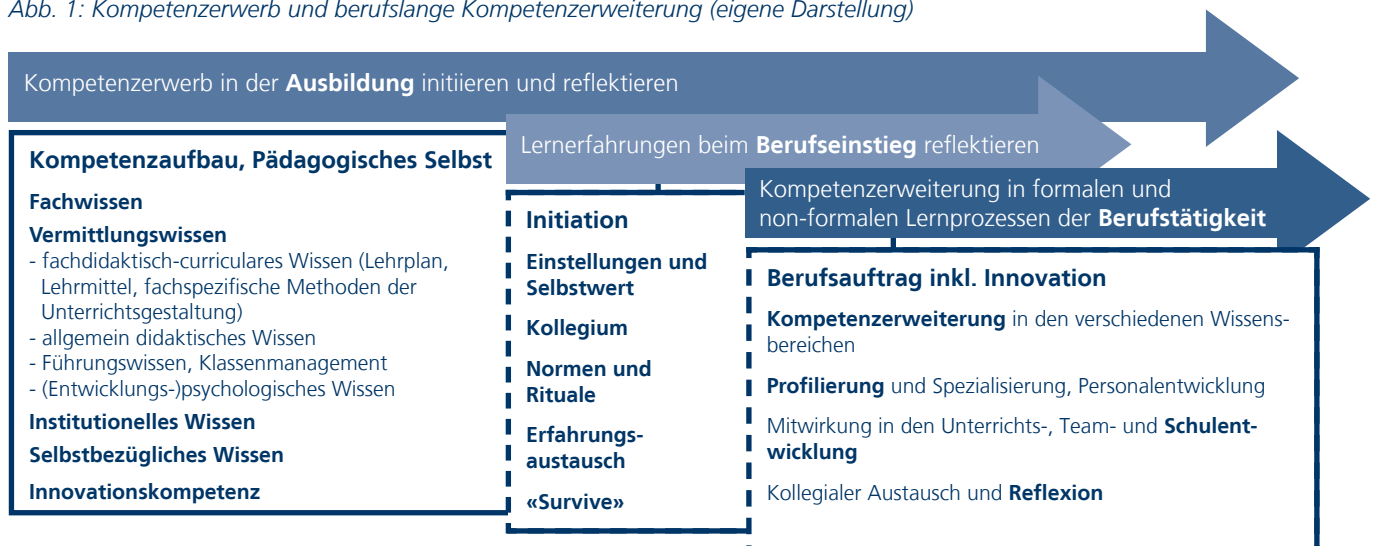 Abb. 1: Kompetenzerwerb und berufslange Kompetenzerweiterung (eigene Darstellung)
Kompetenzerwerb in der Ausbildung initiieren und reflektieren
Lernerfahrungen beim Berufseinstieg reflektieren
Kompetenzerweiterung in formalen und
non-formalen Lernprozessen der Berufstätigkeit
Kompetenzaufbau, Pädagogisches Selbst
Fachwissen
Vermittlungswissen
- fachdidaktisch-curriculares Wissen (Lehrplan,
Lehrmittel, fachspezifische Methoden der
Unterrichtsgestaltung)
- allgemein didaktisches Wissen
- Führungswissen, Klassenmanagement
- (Entwicklungs-)psychologisches Wissen
Institutionelles Wissen
Selbstbezügliches Wissen
Innovationskompetenz
Initiation
Einstellungen und
Selbstwert
Kollegium
Normen und
Rituale
Erfahrungs-
austausch
«Survive»
Berufsauftrag inkl. Innovation
Kompetenzerweiterung in den verschiedenen Wissens-
bereichen
Profilierung und Spezialisierung, Personalentwicklung
Mitwirkung in den Unterrichts-, Team- und Schulent-
wicklung
Kollegialer Austausch und Reflexion